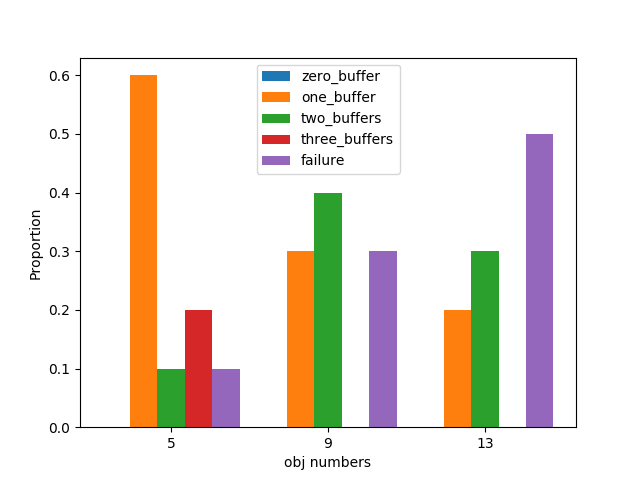 zero_buffer
one_buffer
two_buffers
three_buffers
failure
Proportion
0.6
0.5
0.4
0.3
0.2
0.1
0.0
5 9 13
obj numbers